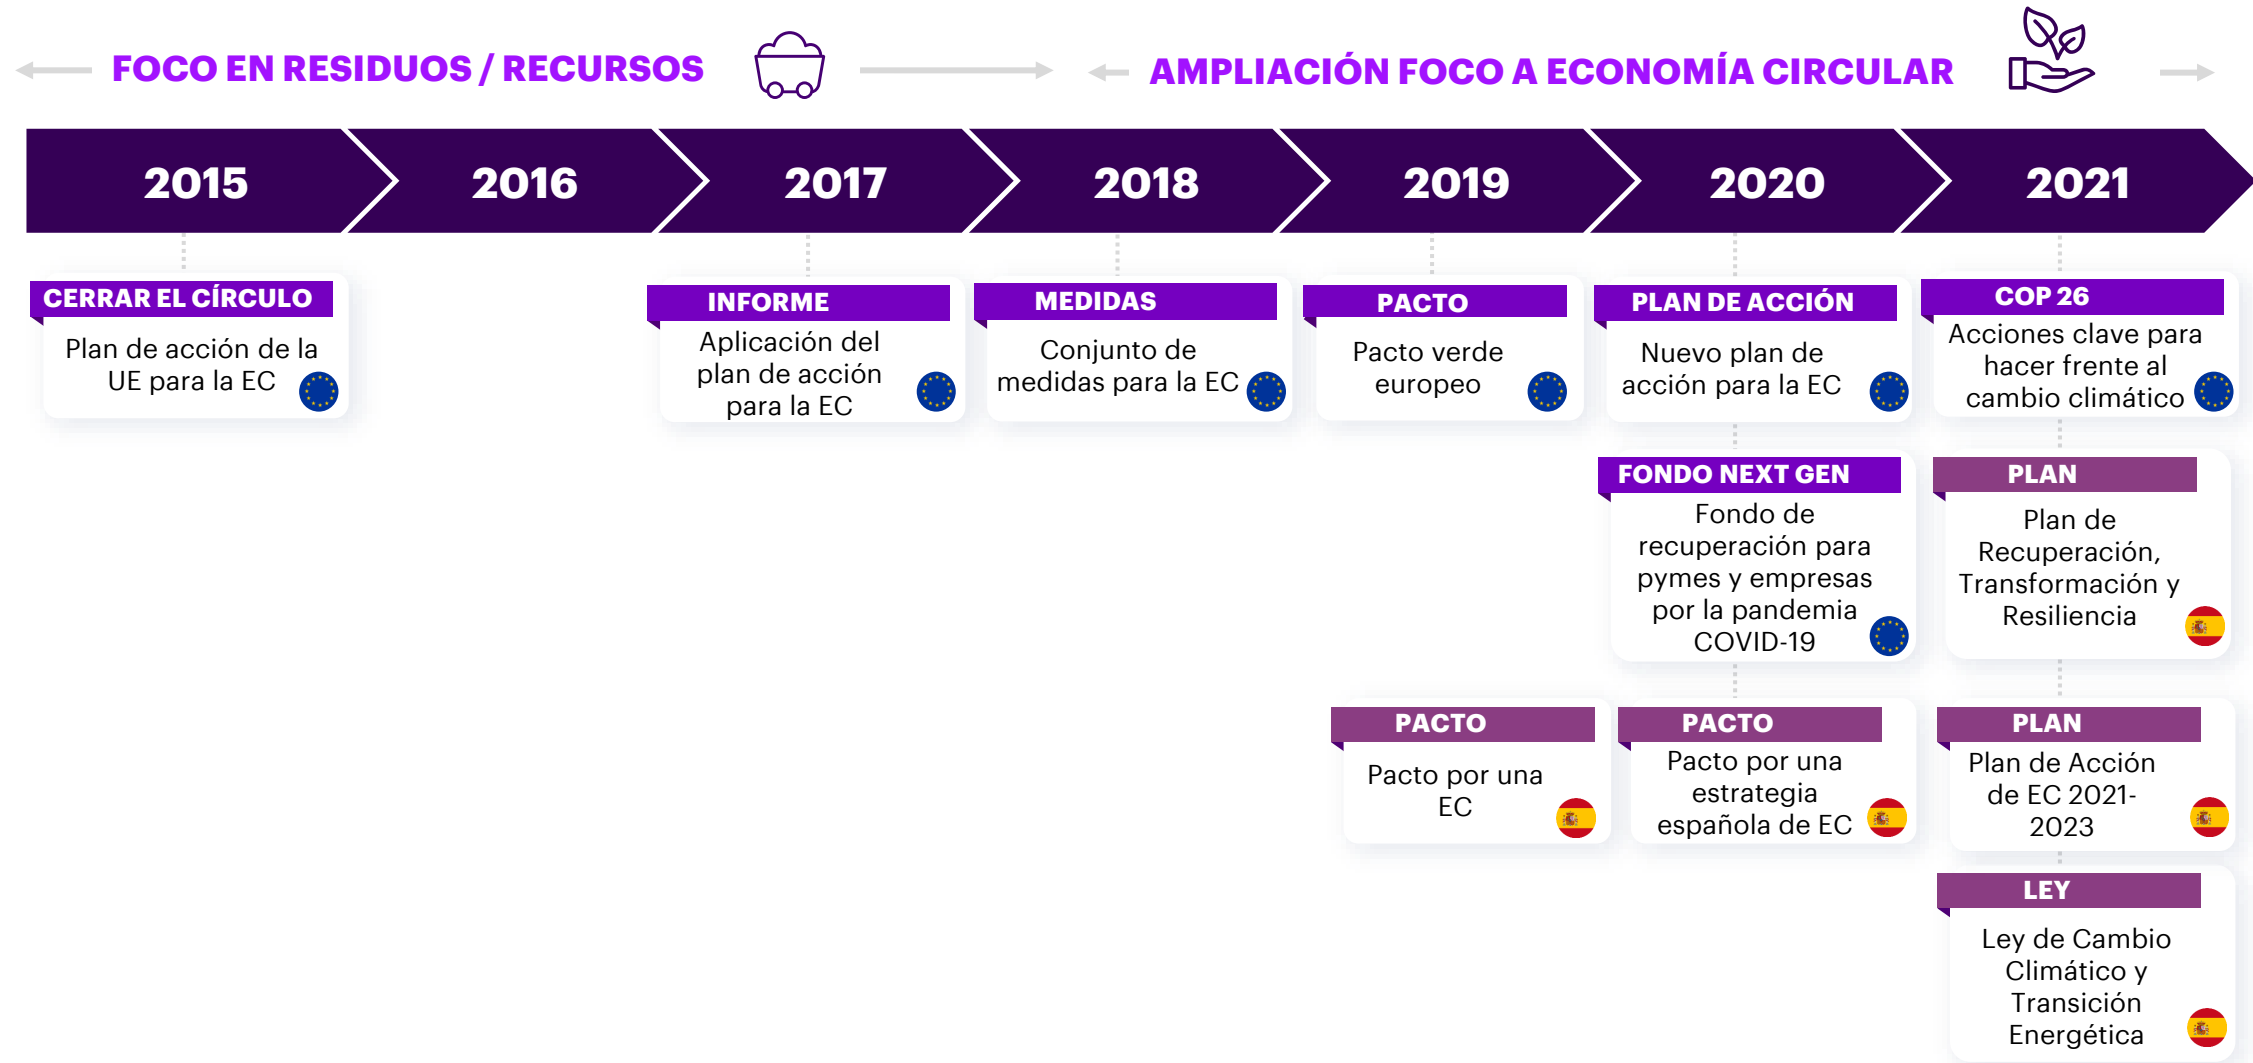 FOCO EN RESIDUOS / RECURSOS
AMPLIACIÓN FOCO A ECONOMÍA CIRCULAR
2015
2016
2017
2018
2019
2020
2021
CERRAR EL CÍRCULO
Plan de acción de la
UE para la EC
INFORME
Aplicación del
plan de acción
para la EC
MEDIDAS
Conjunto de
medidas para la EC
PACTO
Pacto verde
europeo
PLAN DE ACCIÓN
Nuevo plan de
acción para la EC
COP 26
Acciones clave para
hacer frente al
cambio climático
FONDO NEXT GEN
Fondo de
recuperación para
pymes y empresas
por la pandemia
COVID-19
PLAN
Plan de
Recuperación,
Transformación y
Resiliencia
PACTO
Pacto por una
EC
PACTO
Pacto por una
estrategia
española de EC
PLAN
Plan de Acción
de EC 2021-
2023
LEY
Ley de Cambio
Climático y
Transición
Energética